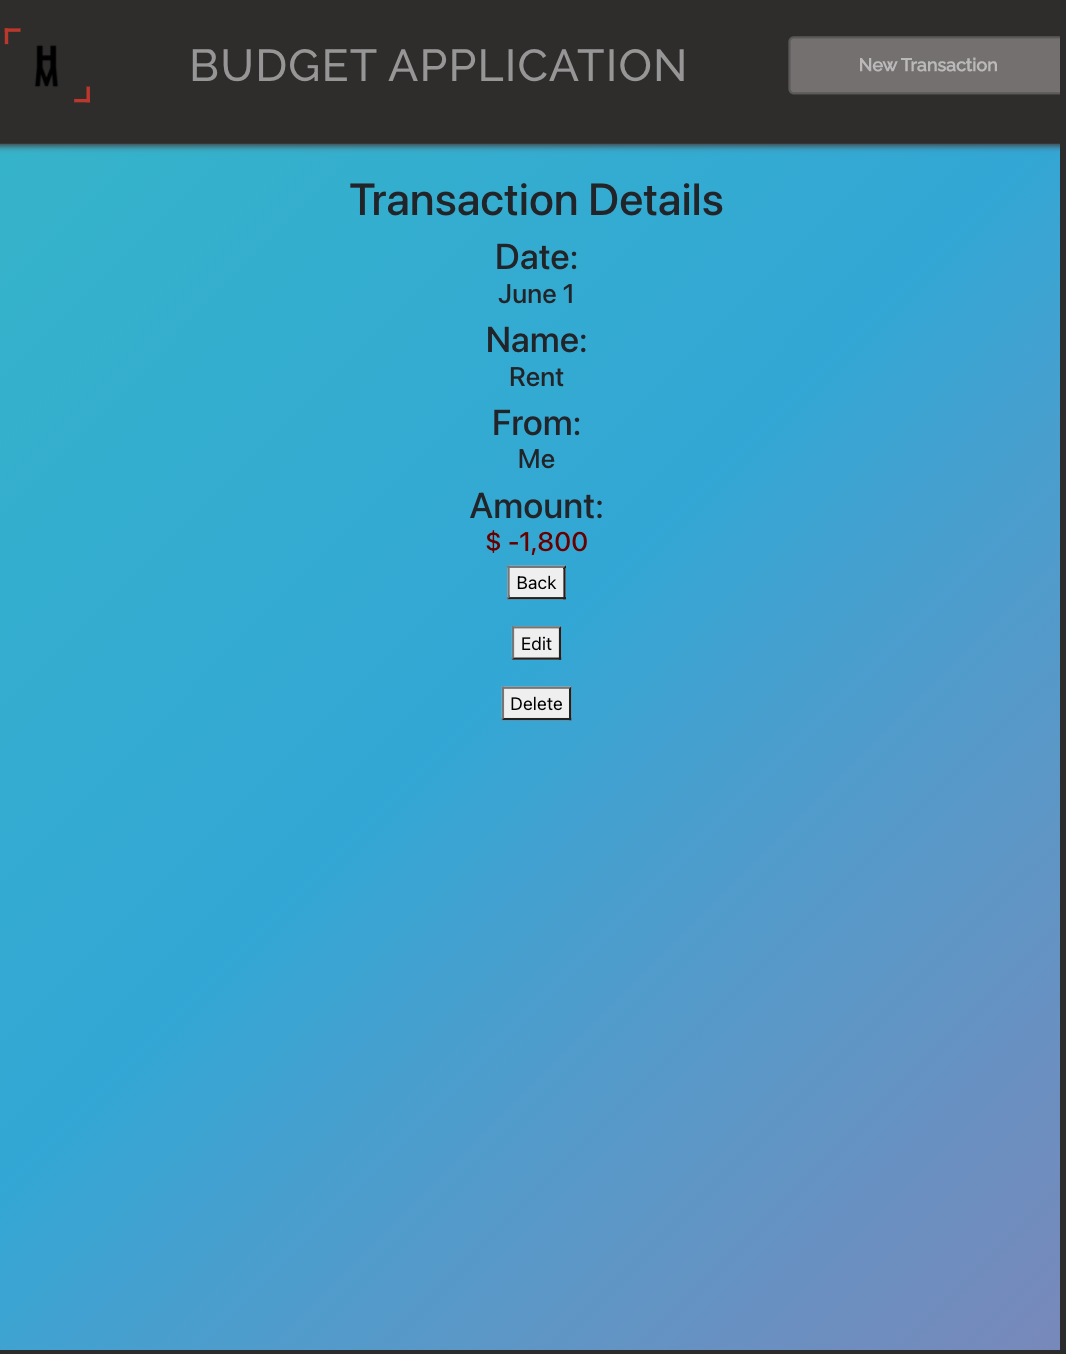 H
M
BUDGET APPLICATION
New Transaction
Transaction Details
Date:
June 1
Name:
Rent
From:
Me
Amount:
$ -1,800
Back
Edit
Delete